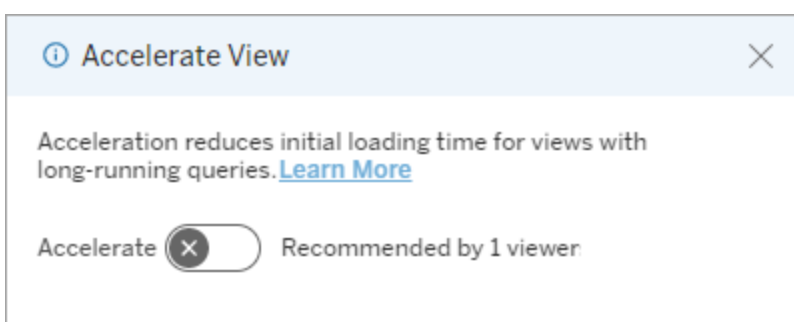 Accelerate View
Acceleration reduces initial loading time for views with
long-running queries. Learn More
Accelerate Recommended by 1 viewer